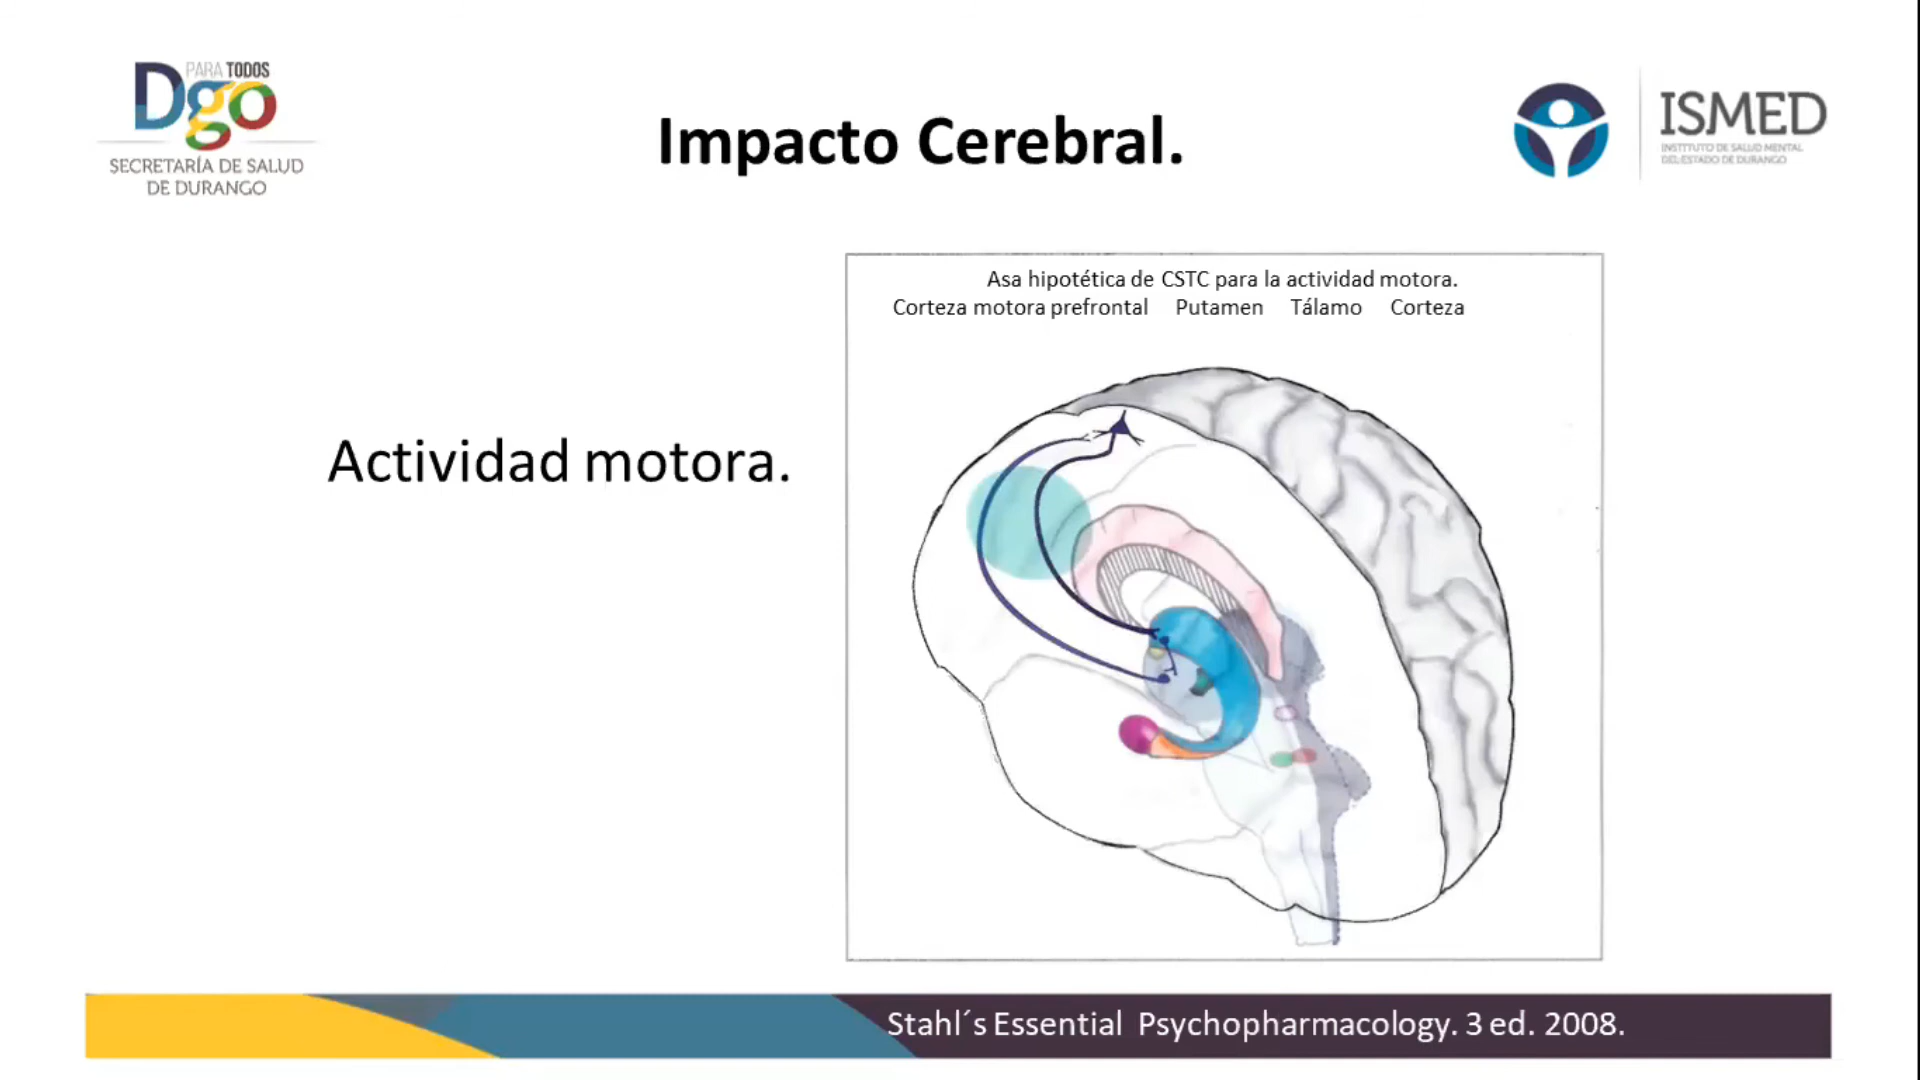 PARA TODOS
Dgo
SECRETARÍA DE SALUD
DE DURANGO
Impacto Cerebral.
ISMED
INSTITUTO DE SALUD MENTAL
DEL ESTADO DE DURANGO
Asa hipotética de CSTC para la actividad motora.
Corteza motora prefrontal Putamen Tálamo Corteza
Actividad motora.
Stahl´s Essential Psychopharmacology. 3 ed. 2008.